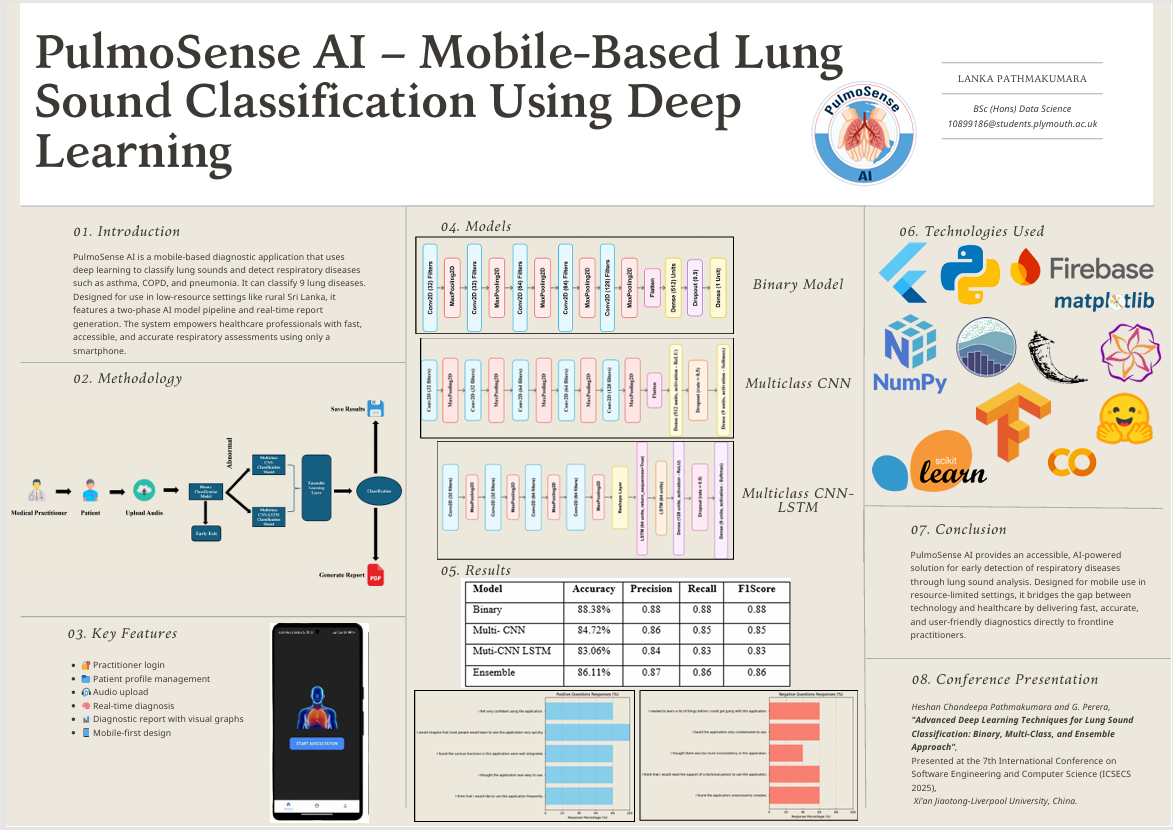 PulmoSense AI – Mobile-Based Lung
Sound Classification Using Deep
Learning
PulmoSense
AI
LANKA PATHMAKUMARA
BSc (Hons) Data Science
10899186@students.plymouth.ac.uk
01. Introduction
PulmoSense AI is a mobile-based diagnostic application that uses
deep learning to classify lung sounds and detect respiratory diseases
such as asthma, COPD, and pneumonia. It can classify 9 lung diseases.
Designed for use in low-resource settings like rural Sri Lanka, it
features a two-phase AI model pipeline and real-time report
generation. The system empowers healthcare professionals with fast,
accessible, and accurate respiratory assessments using only a
smartphone.
02. Methodology
Save Results
Abnormal
Medical Practitioner
Patient
Upload Audio
Binary
Classification
Model
Early Exit
Multiclass
CNN
Classification
Model
Multiclass
CNN-LSTM
Classification
Model
Ensemble
Learning
Layer
Classification
Generate Report
PDF
03. Key Features
Practitioner login
Patient profile management
Audio upload
Real-time diagnosis
Diagnostic report with visual graphs
Mobile-first design
START AUSCULTATION
04. Models
Conv2D (32) Filters
MaxPooling2D
Conv2D (32) Filters
MaxPooling2D
Conv2D (64) Filters
MaxPooling2D
Conv2D (64) Filters
MaxPooling2D
Conv2D (128) Filters
MaxPooling2D
Flatten
Dense (512) Units
Dropout (0.5)
Dense (1 Unit)
Binary Model
Conv2D (32 filters)
MaxPooling2D
Conv2D (32 filters)
MaxPooling2D
Conv2D (64 filters)
MaxPooling2D
Conv2D (64 filters)
MaxPooling2D
Conv2D (128 filters)
MaxPooling2D
Flatten
Dense (512 units, activation - ReLU)
Dropout (rate = 0.5)
Dense (9 units, activation - Softmax)
Multiclass CNN
Conv2D (32 filters)
MaxPooling2D
Conv2D (32 filters)
MaxPooling2D
Conv2D (64 filters)
MaxPooling2D
Conv2D (64 filters)
MaxPooling2D
Reshape Layer
LSTM (64 units, return_sequences=True)
LSTM (64 units)
Dense (128 units, activation - ReLU)
Dropout (rate = 0.5)
Dense (9 units, activation - Softmax)
Multiclass CNN-
LSTM
05. Results
Model Accuracy Precision Recall F1Score
Binary 88.38% 0.88 0.88 0.88
Multi- CNN 84.72% 0.86 0.85 0.85
Muti-CNN LSTM 83.06% 0.84 0.83 0.83
Ensemble 86.11% 0.87 0.86 0.86
Positive Questions Responses (%)
I felt very confident using the application.
I would imagine that most people would learn to use this application very quickly.
I found the various functions in this application were well integrated.
I thought the application was easy to use.
I think that I would like to use this application frequently.
0 20 40 60 80 100
Response Percentage (%)
Negative Questions Responses (%)
I needed to learn a lot of things before I could get going with this application.
I found the application very cumbersome to use.
I thought there was too much inconsistency in this application.
I think that I would need the support of a technical person to use this application.
I found this application unnecessarily complex.
0 20 40 60 80 100
Response Percentage (%)
06. Technologies Used
Firebase
matplotlib
NumPy
scikit
learn
07. Conclusion
PulmoSense AI provides an accessible, AI-powered
solution for early detection of respiratory diseases
through lung sound analysis. Designed for mobile use in
resource-limited settings, it bridges the gap between
technology and healthcare by delivering fast, accurate,
and user-friendly diagnostics directly to frontline
practitioners.
08. Conference Presentation
Heshan Chandeepa Pathmakumara and G. Perera,
"Advanced Deep Learning Techniques for Lung Sound
Classification: Binary, Multi-Class, and Ensemble
Approach",
Presented at the 7th International Conference on
Software Engineering and Computer Science (ICSECS
2025),
Xi'an Jiaotong-Liverpool University, China.